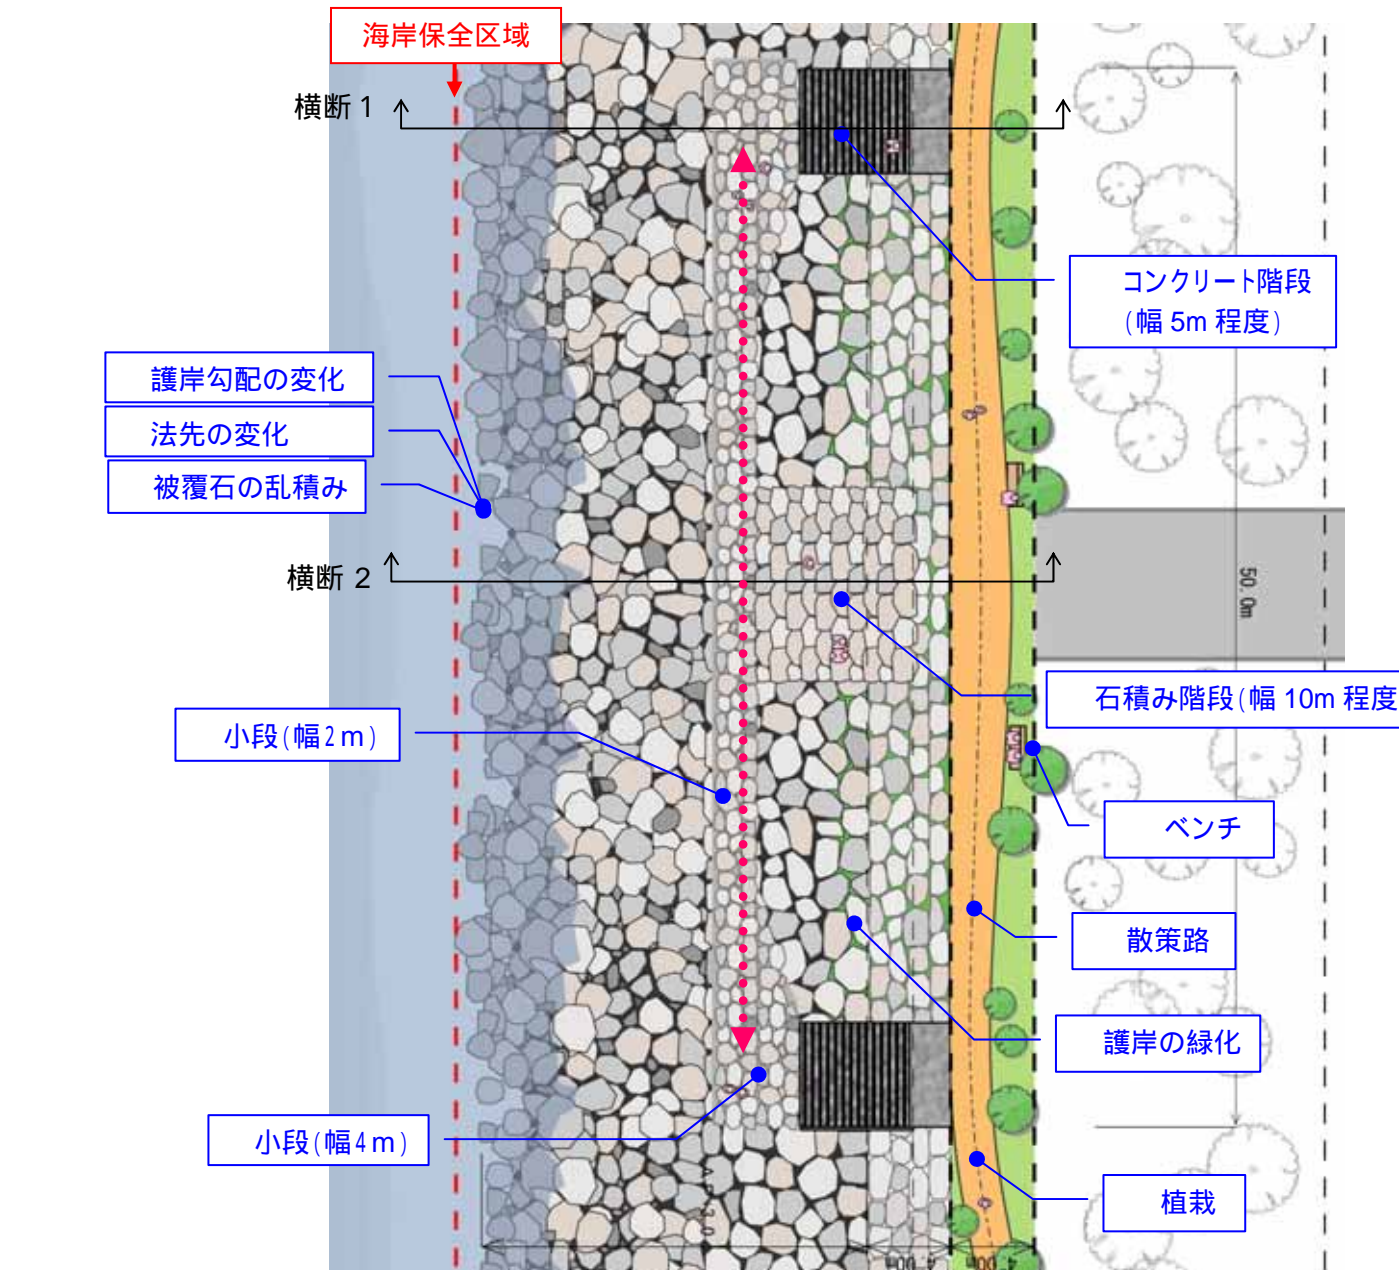 海岸保全区域
横断 1
コンクリート階段
(幅 5m 程度)
護岸勾配の変化
法先の変化
被覆石の乱積み
横断 2
50.0m
石積み階段(幅 10m 程度
小段(幅2m)
ベンチ
散策路
護岸の緑化
小段(幅4m)
植栽